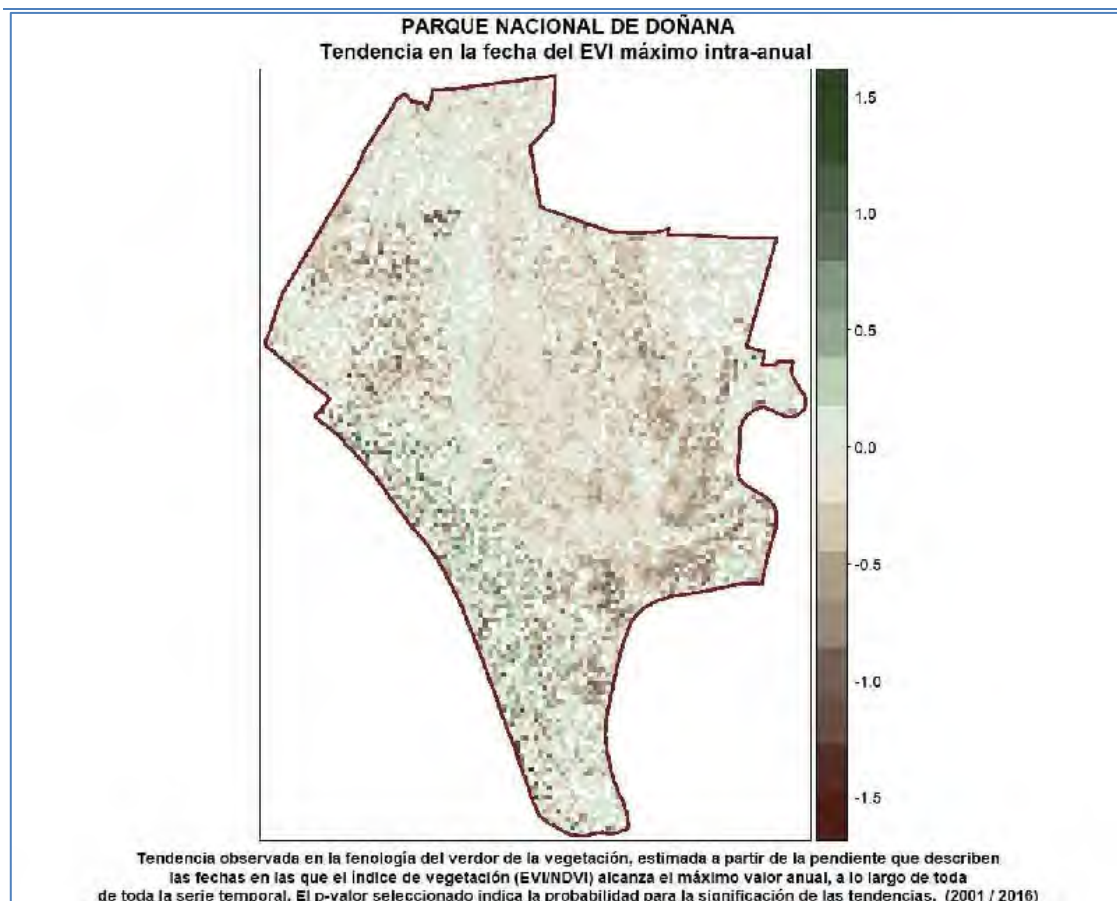 PARQUE NACIONAL DE DOÑANA
Tendencia en la fecha del EVI máximo intra-anual
1.5
1.0
0.5
0.0
-0.5
-1.0
-1.5
Tendencia observada en la fenología del verdor de la vegetación, estimada a partir de la pendiente que describen
las fechas en las que el índice de vegetación (EVI/NDVI) alcanza el máximo valor anual, a lo largo de toda
de toda la serie temporal. El p-valor seleccionado indica la probabilidad para la significación de las tendencias. (2001 / 2016)